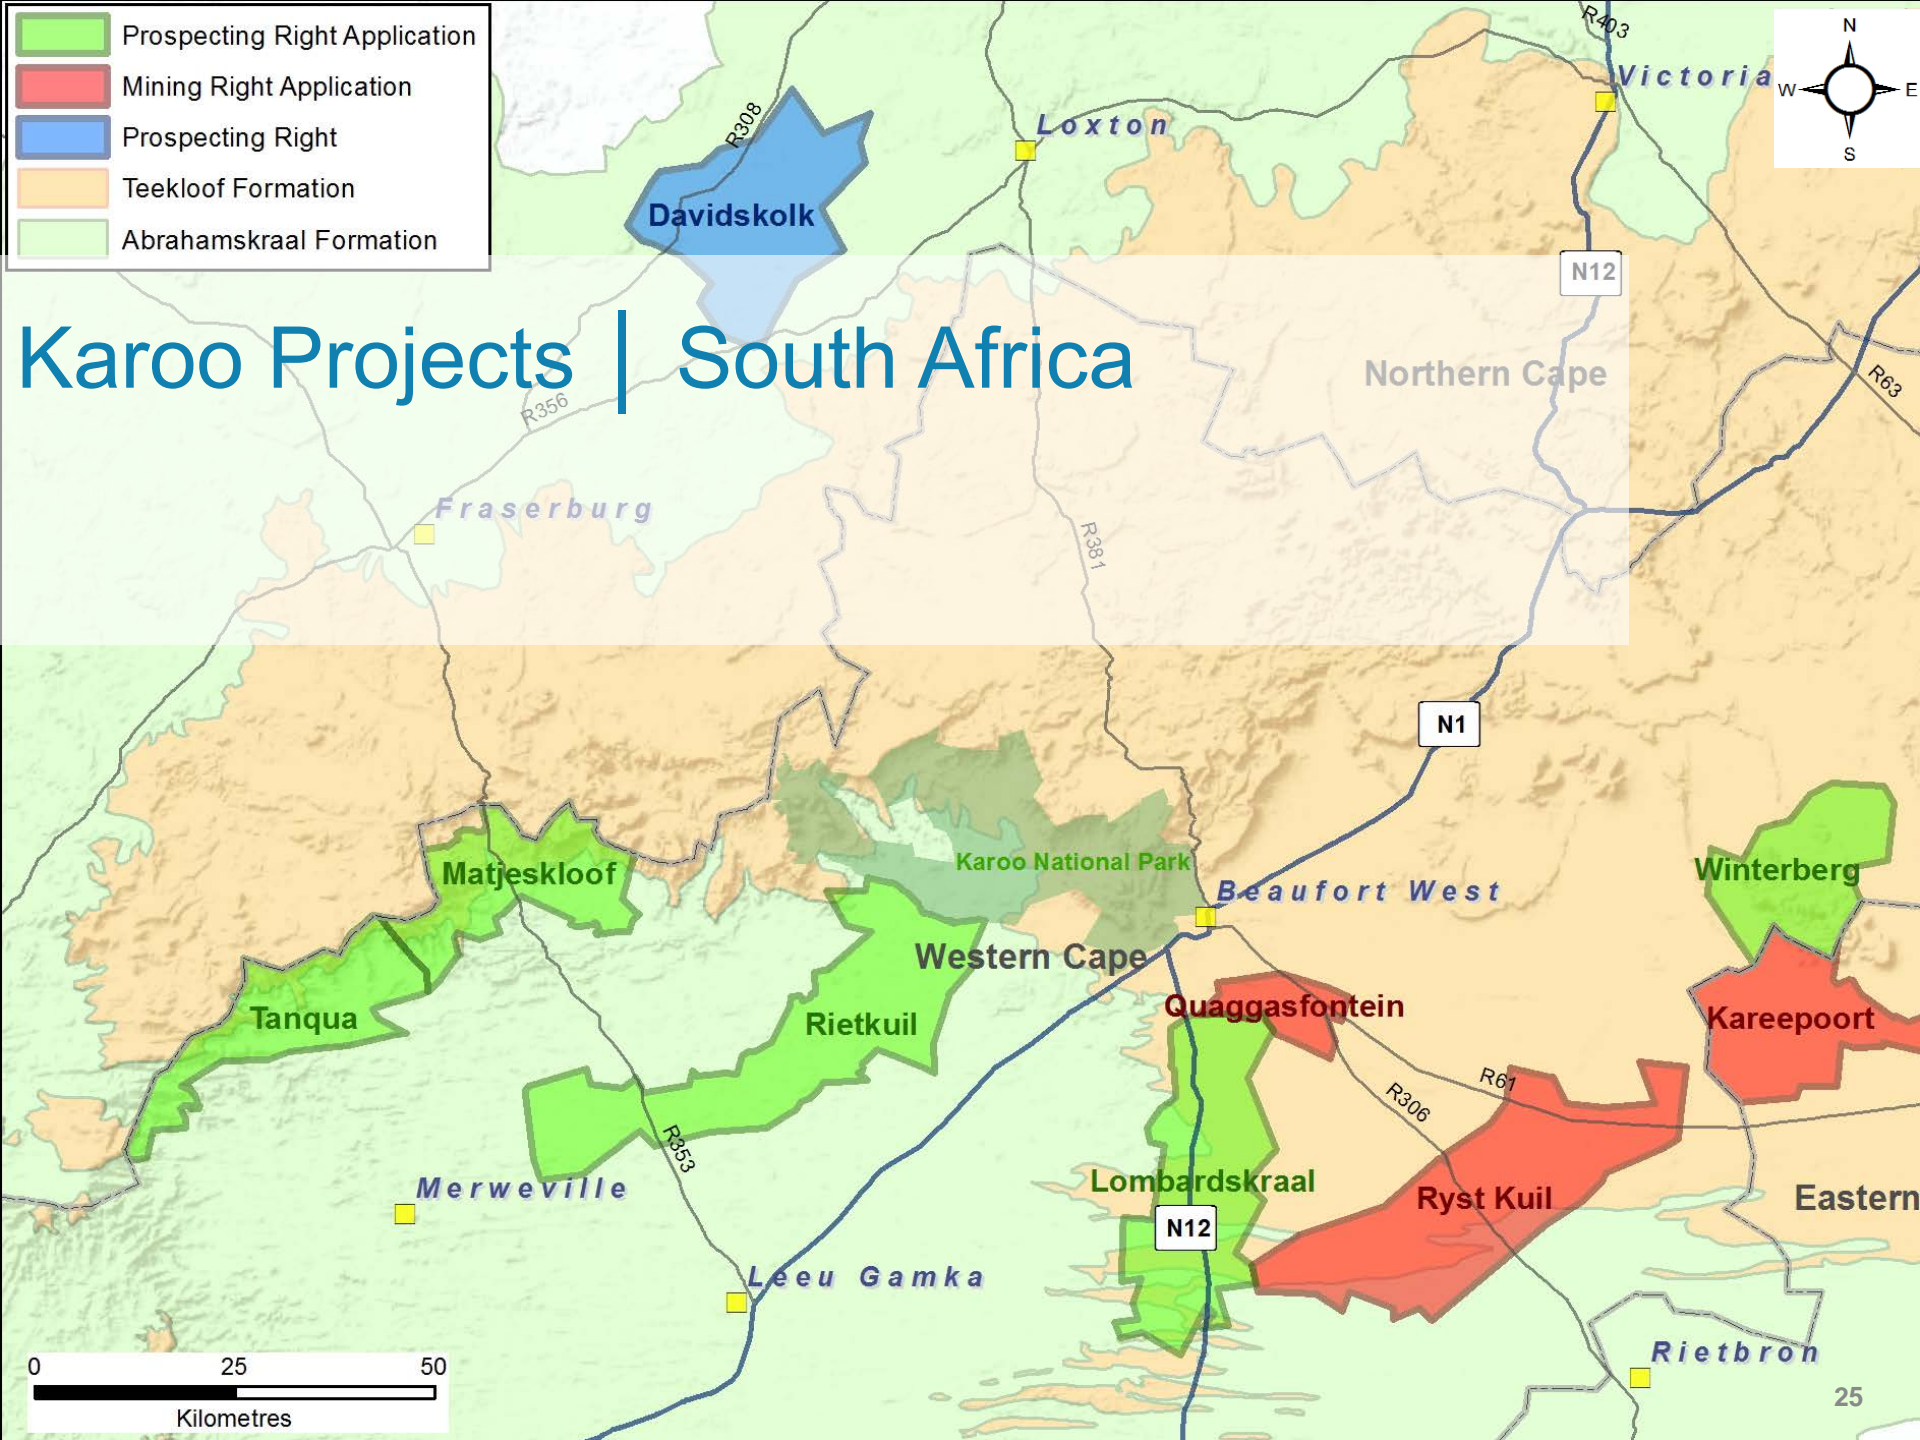 Prospecting Right Application
Mining Right Application
Prospecting Right
Teekloof Formation
Abrahamskraal Formation
R403
N
W
E
S
Victoria
R308
Loxton
Davidskolk
N12
Karoo Projects | South Africa
Northern Cape
R63
R356
Fraserburg
R381
N1
Matjeskloof
Karoo National Park
Winterberg
Beaufort West
Western Cape
Tanqua
Rietkuil
Quaggasfontein
Kareepoort
R61
R306
R353
Merweville
Lombardskraal
Ryst Kuil
Eastern
N12
Leeu Gamka
Rietbron
0 25 50
Kilometres
25